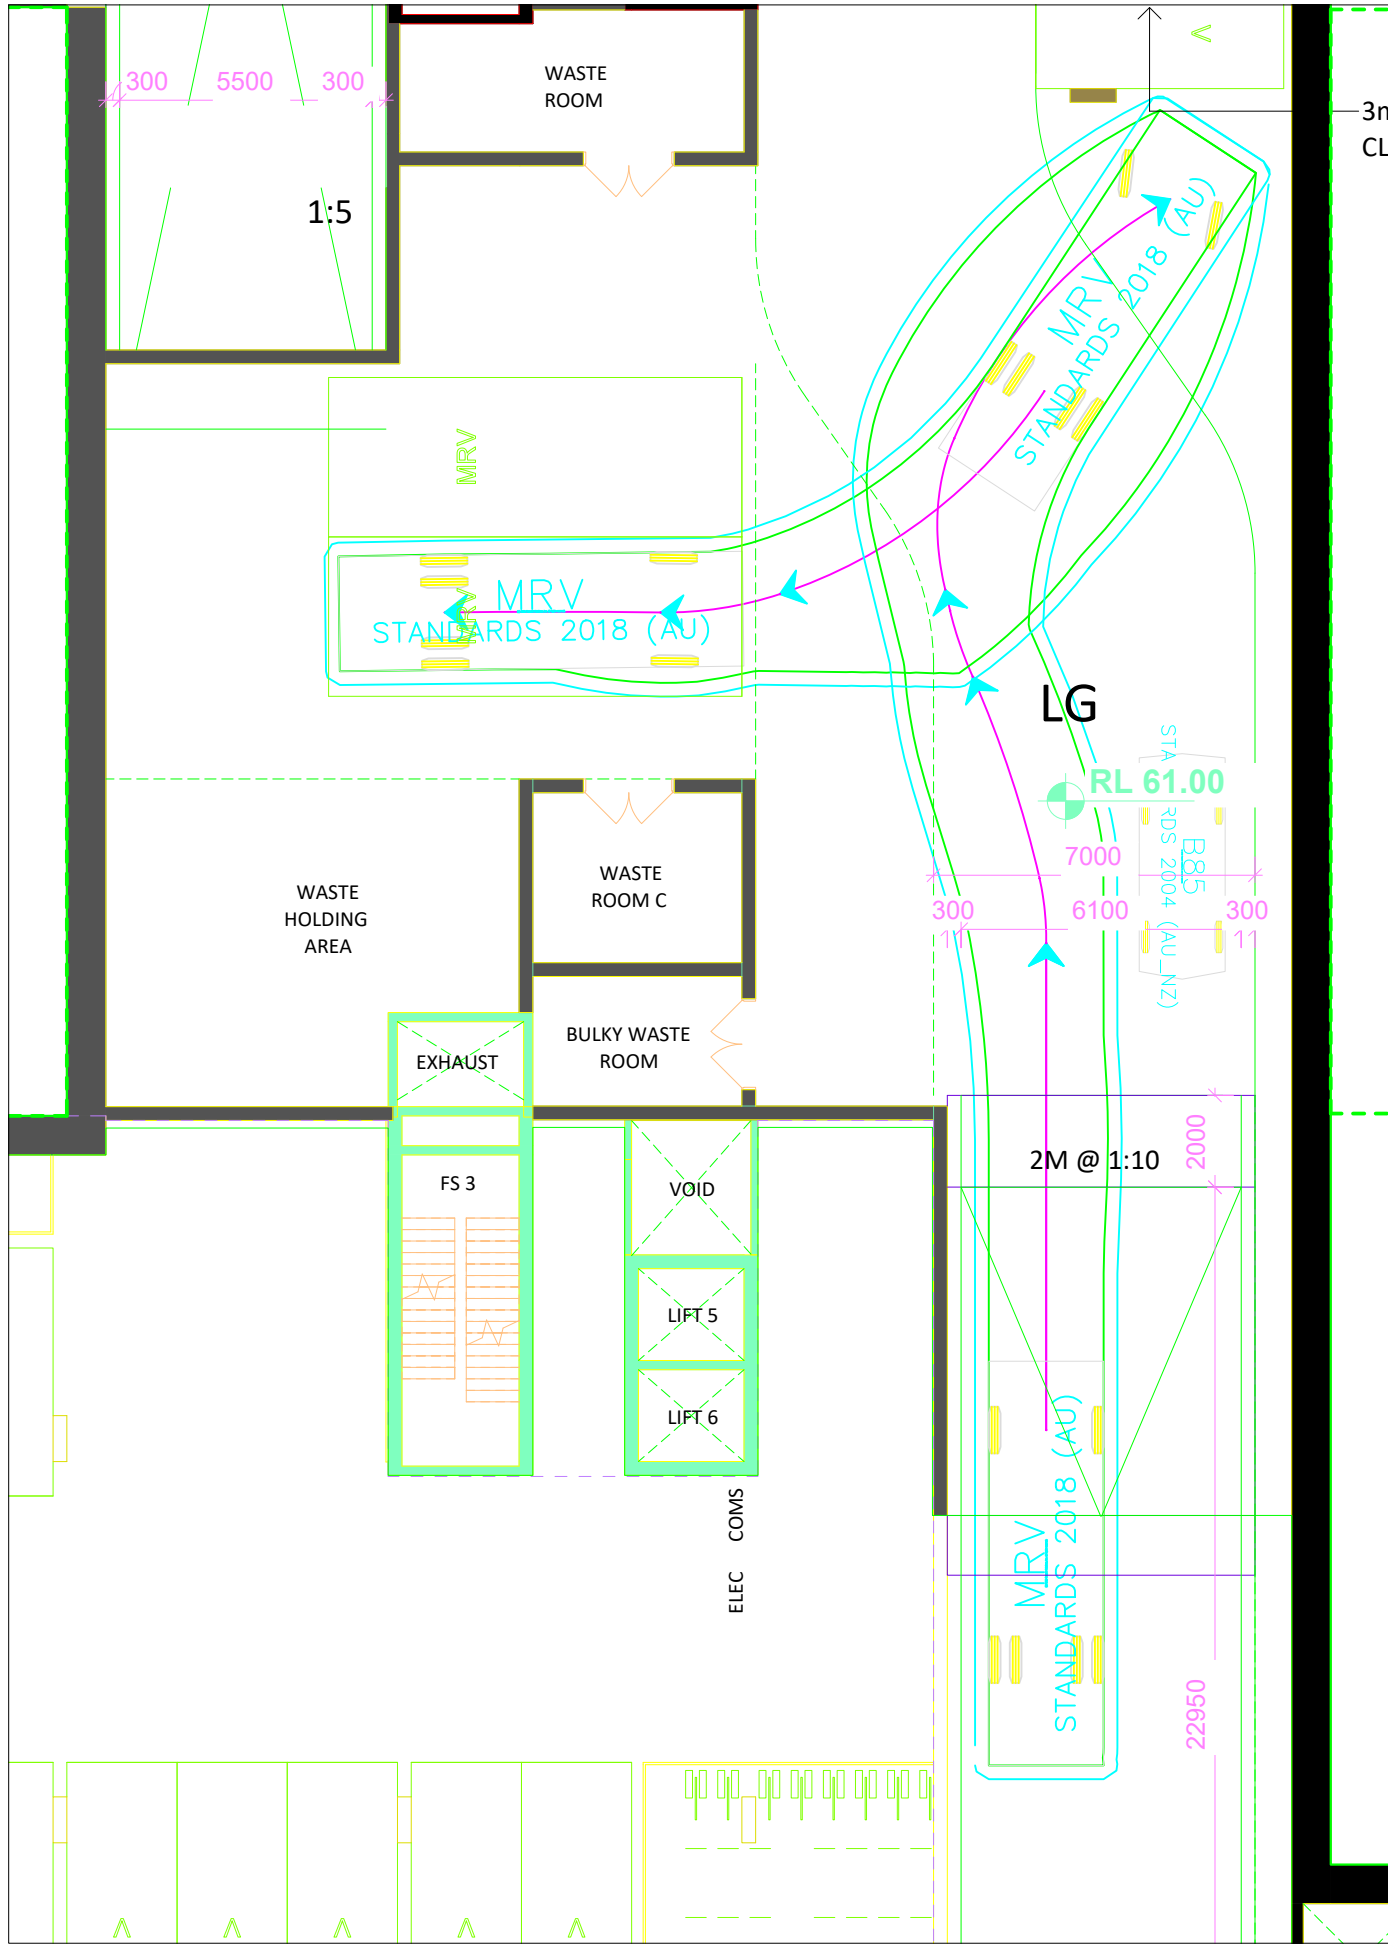 300 5500 300
WASTE
ROOM
1:5
<
3m
CL
MRV
STANDARDS 2018 (AU)
MRV
MRV
MRV
STANDARDS 2018 (AU)
LG
RL 61.00
7000
300 6100 300
B85
WASTE
HOLDING
AREA
WASTE
ROOM C
BULKY WASTE
ROOM
EXHAUST
FS 3
VOID
LIFT 5
LIFT 6
2M @ 1:10
2000
22950
MRV
STANDARDS 2018 (AU)
ELEC COMS